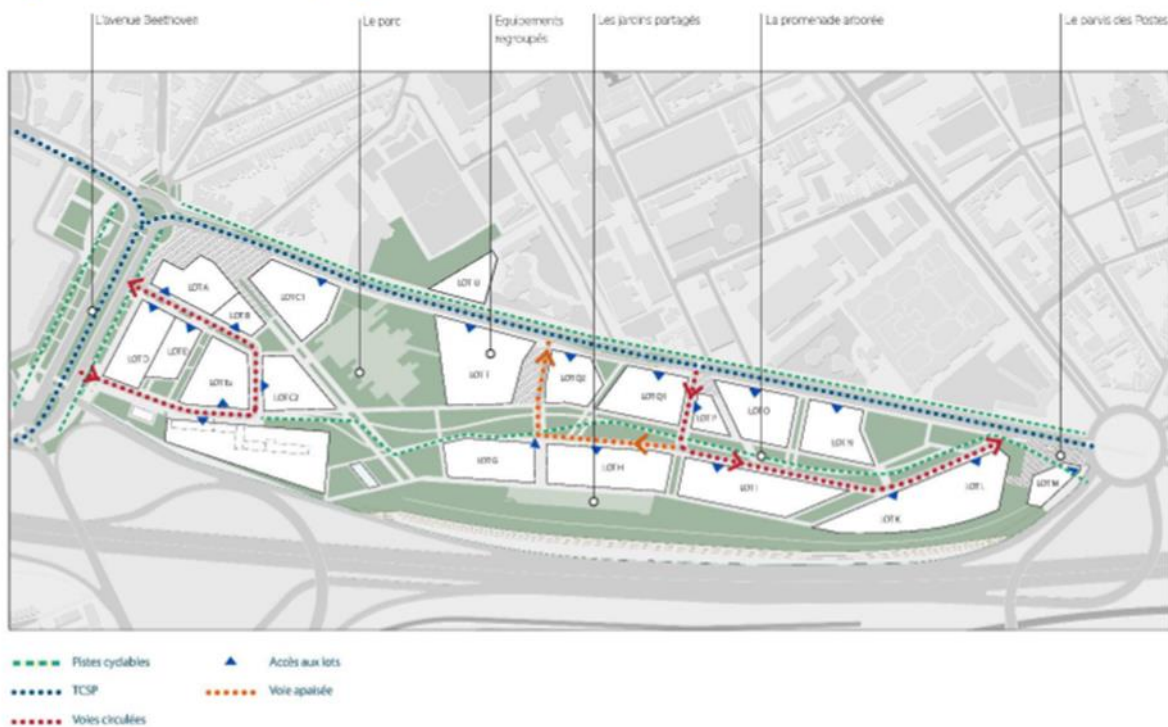 L'avenue Beethoven
Le parc
Equipements
regroupés
Les jardins partagés
La promenade arborée
Le parvis des Postes
LOT U
LOT A
LOT C1
LOT B
LOT T
LOT D
LOT E
LOT Q2
LOT C2
LOT Q1
LOT P
LOT O
LOT N
LOT G
LOT H
LOT I
LOT L
LOT M
LOT K
Pistes cyclables
Accès aux lots
TCSP
Voie apaisée
Voies circulées